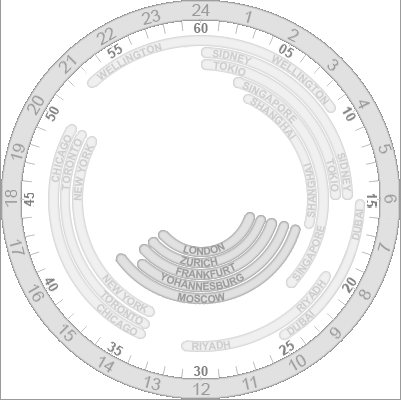 24
1
2
3
4
5
6
7
8
9
10
11
12
13
14
15
16
17
18
19
20
21
22
23
60
05
10
15
20
25
30
35
40
45
50
55
WELLINGTON
WELLINGTON
SIDNEY
SIDNEY
TOKIO
TOKIO
SINGAPORE
SINGAPORE
SHANGHAI
SHANGHAI
DUBAI
DUBAI
RIYADH
RIYADH
CHICAGO
CHICAGO
TORONTO
TORONTO
NEW YORK
NEW YORK
LONDON
ZURICH
FRANKFURT
YOHANNESBURG
MOSCOW